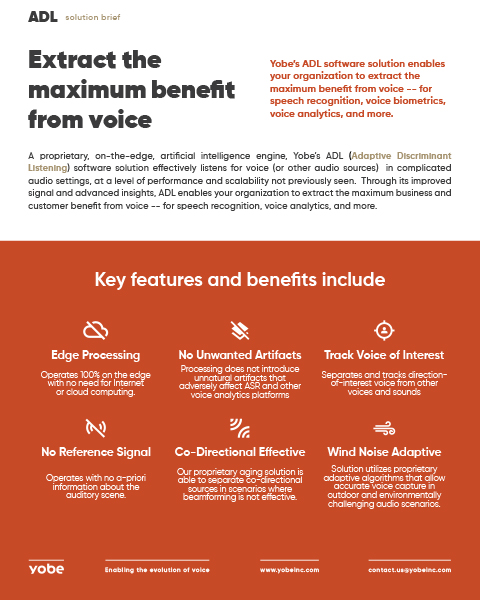 ADL solution brief
Extract the
maximum benefit
from voice
Yobe's ADL software solution enables
your organization to extract the
maximum benefit from voice -- for
speech recognition, voice biometrics,
voice analytics, and more.
A proprietary, on-the-edge, artificial intelligence engine, Yobe's ADL (Adaptive Discriminant
Listening) software solution effectively listens for voice (or other audio sources) in complicated
audio settings, at a level of performance and scalability not previously seen. Through its improved
signal and advanced insights, ADL enables your organization to extract the maximum business and
customer benefit from voice -- for speech recognition, voice analytics, and more.
Key features and benefits include
Edge Processing
Operates 100% on the edge
with no need for Internet
or cloud computing.
No Unwanted Artifacts
Processing does not introduce
unnatural artifacts that
adversely affect ASR and other
voice analytics platforms
Track Voice of Interest
Separates and tracks direction-
of-interest voice from other
voices and sounds
No Reference Signal
Operates with no a-priori
information about the
auditory scene.
Co-Directional Effective
Our proprietary aging solution is
able to separate co-directional
sources in scenarios where
beamforming is not effective.
Wind Noise Adaptive
Solution utilizes proprietary
adaptive algorithms that allow
accurate voice capture in
outdoor and environmentally
challenging audio scenarios.
yobe
Enabling the evolution of voice
www.yobeinc.com
contact.us@yobeinc.com